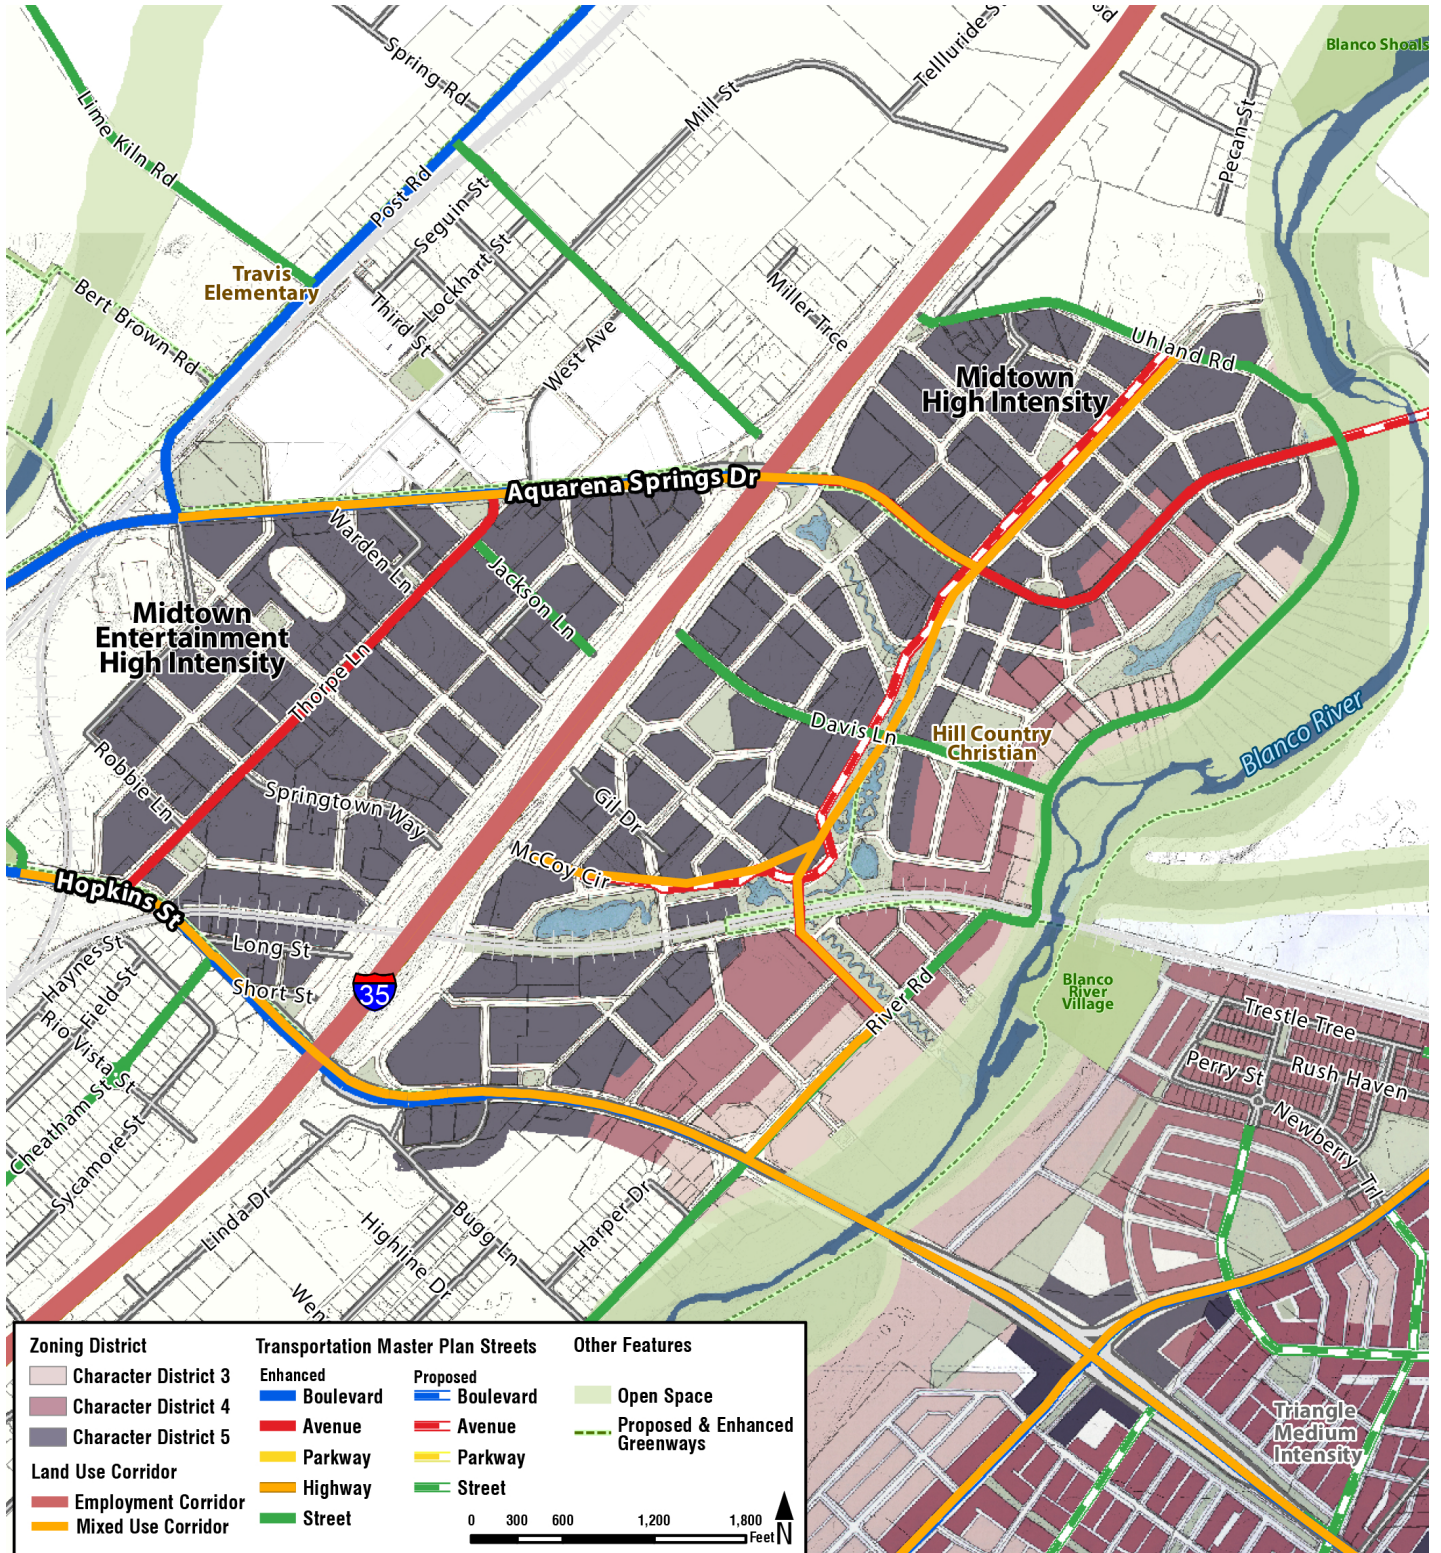 Blanco Shoals
Spring Rd
Tellluride St
od
Mill St
Lime Kiln Rd
Pecan St
Post Rd
Seguin St
Lockhart St
Travis
Elementary
Third St
Bert Brown Rd
Miller Trce
West Ave
Uhland Rd
Midtown
High Intensity
Aquarena Springs Dr
Warden Ln
Jackson Ln
Midtown
Entertainment
High Intensity
Thorpe Ln
Davis Ln
Hill Country
Christian
Blanco River
Robbie Ln
Springtown Way
Gil Dr
McCoy Cir
Hopkins St
Long St
Short St
35
Haynes St
Field St
Rio Vista St
Cheatham St
Sycamore St
River Rd
Blanco
River
Village
Trestle Tree
Perry St
Rush Haven
Newberry Trl
Linda Dr
Highline Dr
Bugg Ln
Harper Dr
Wen
Triangle
Medium
Intensity
Zoning District
Character District 3
Character District 4
Character District 5
Land Use Corridor
Employment Corridor
Mixed Use Corridor
Transportation Master Plan Streets
Enhanced
Boulevard
Avenue
Parkway
Highway
Street
Proposed
Boulevard
Avenue
Parkway
Street
Other Features
Open Space
Proposed & Enhanced
Greenways
0 300 600 1,200 1,800
Feet
N